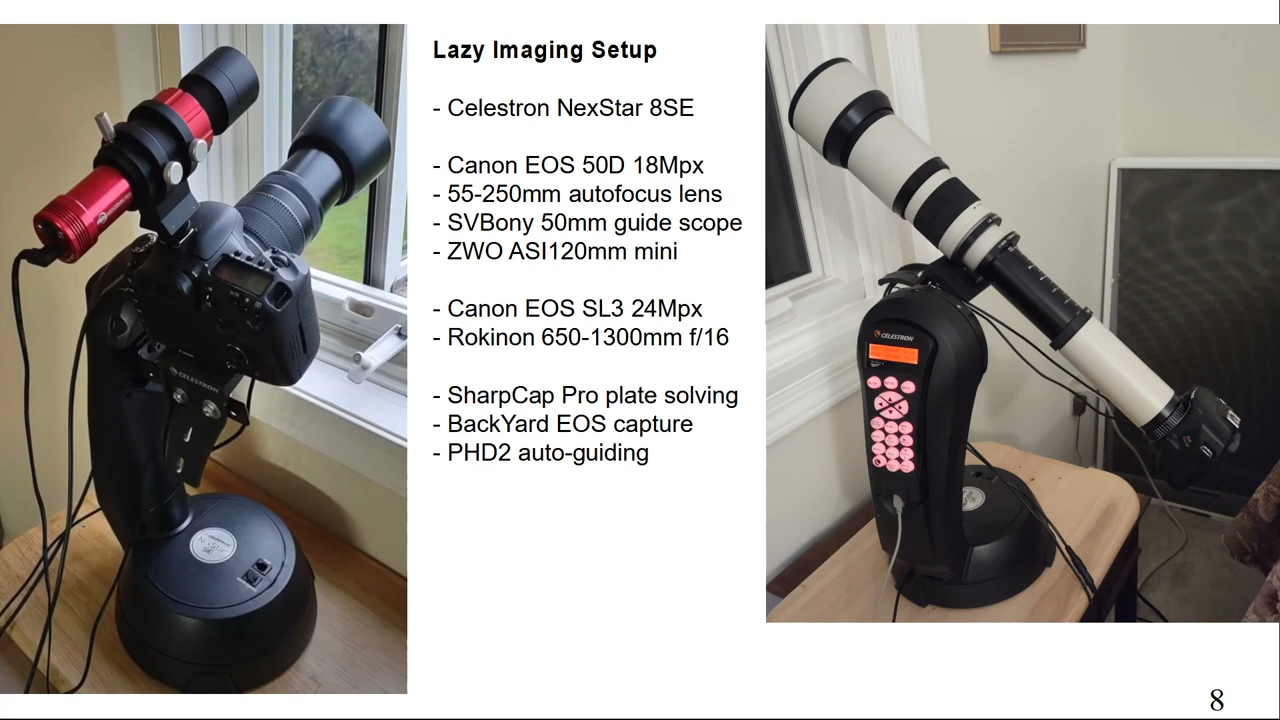 Lazy Imaging Setup
- Celestron NexStar 8SE
- Canon EOS 50D 18Mpx
- 55-250mm autofocus lens
- SVBony 50mm guide scope
- ZWO ASI120mm mini
- Canon EOS SL3 24Mpx
- Rokinon 650-1300mm f/16
- SharpCap Pro plate solving
- BackYard EOS capture
- PHD2 auto-guiding
CELESTRON
CELESTRON
8